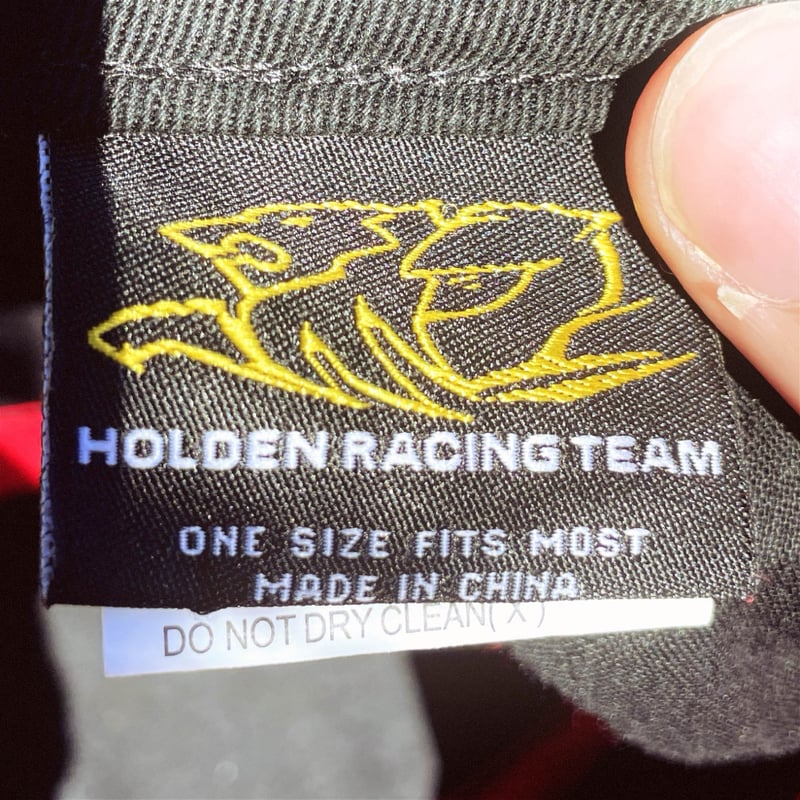 HOLDEN RACING TEAM
ONE SIZE FITS MOST
MADE IN CHINA
DO NOT DRY CLEAN( X )